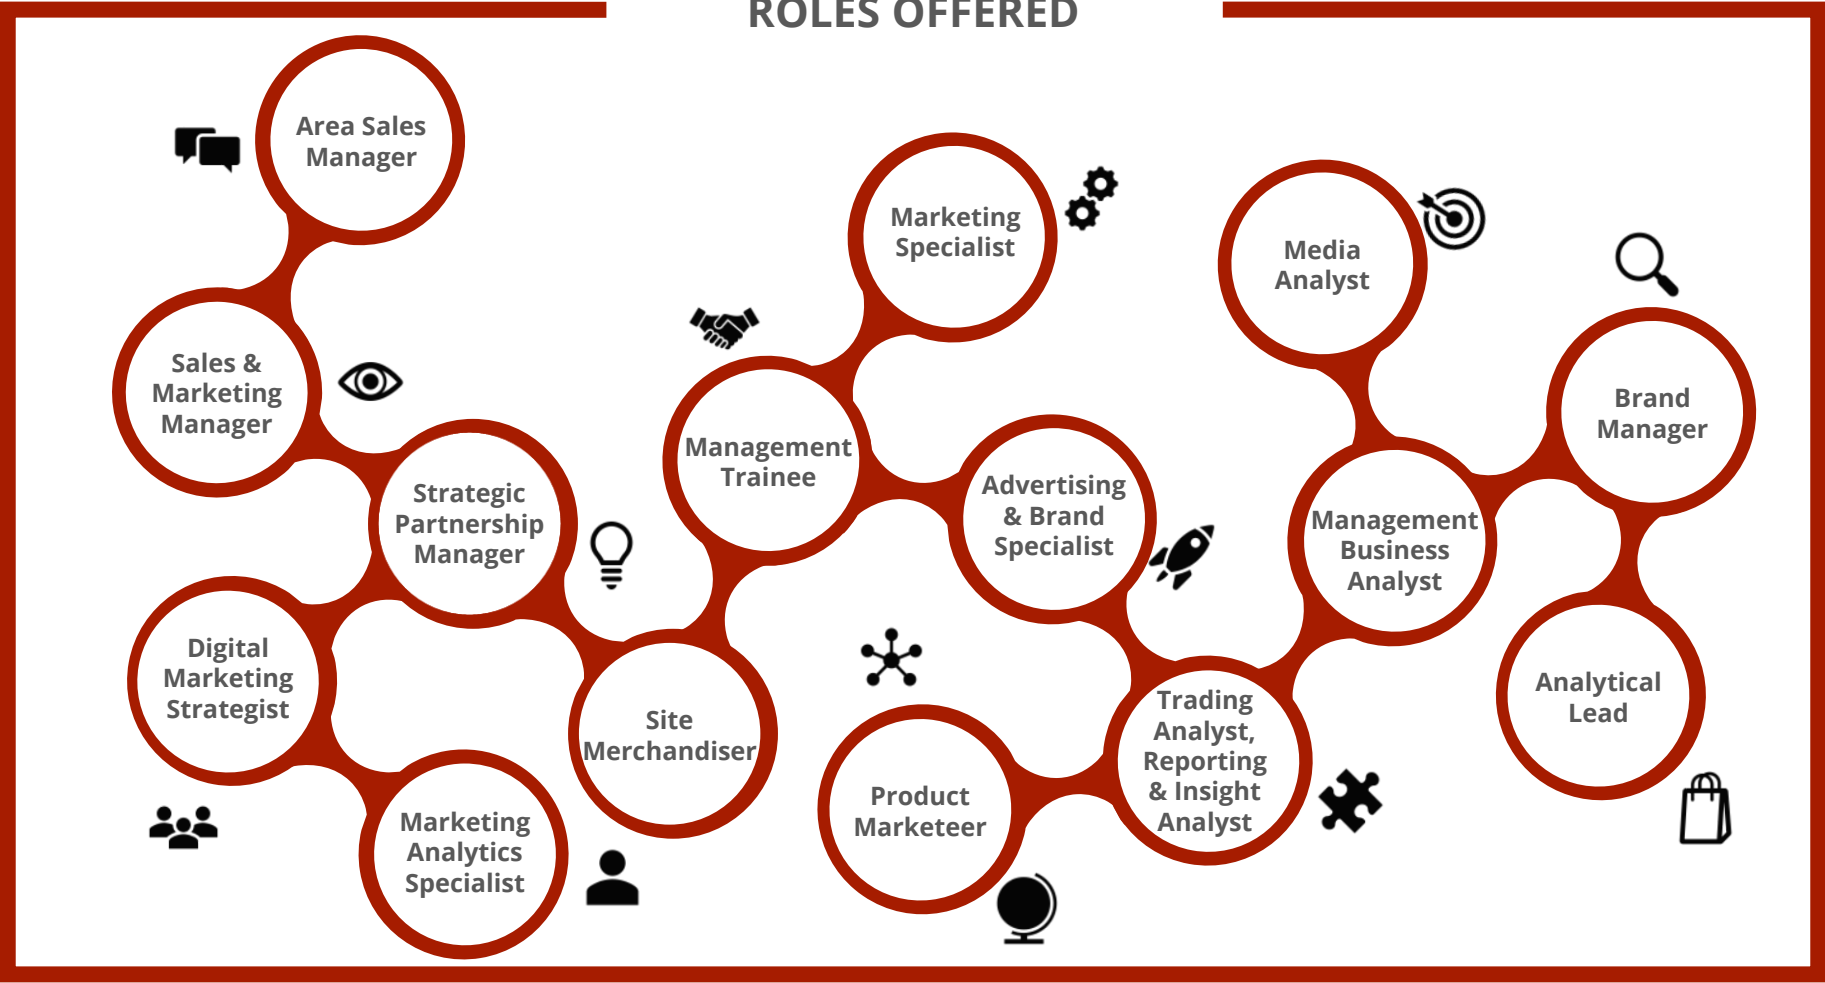 ROLES OFFERED
Area Sales
Manager
Sales &
Marketing
Manager
Strategic
Partnership
Manager
Digital
Marketing
Strategist
Marketing
Analytics
Specialist
Site
Merchandiser
Management
Trainee
Marketing
Specialist
Advertising
& Brand
Specialist
Product
Marketeer
Trading
Analyst,
Reporting
& Insight
Analyst
Media
Analyst
Management
Business
Analyst
Brand
Manager
Analytical
Lead